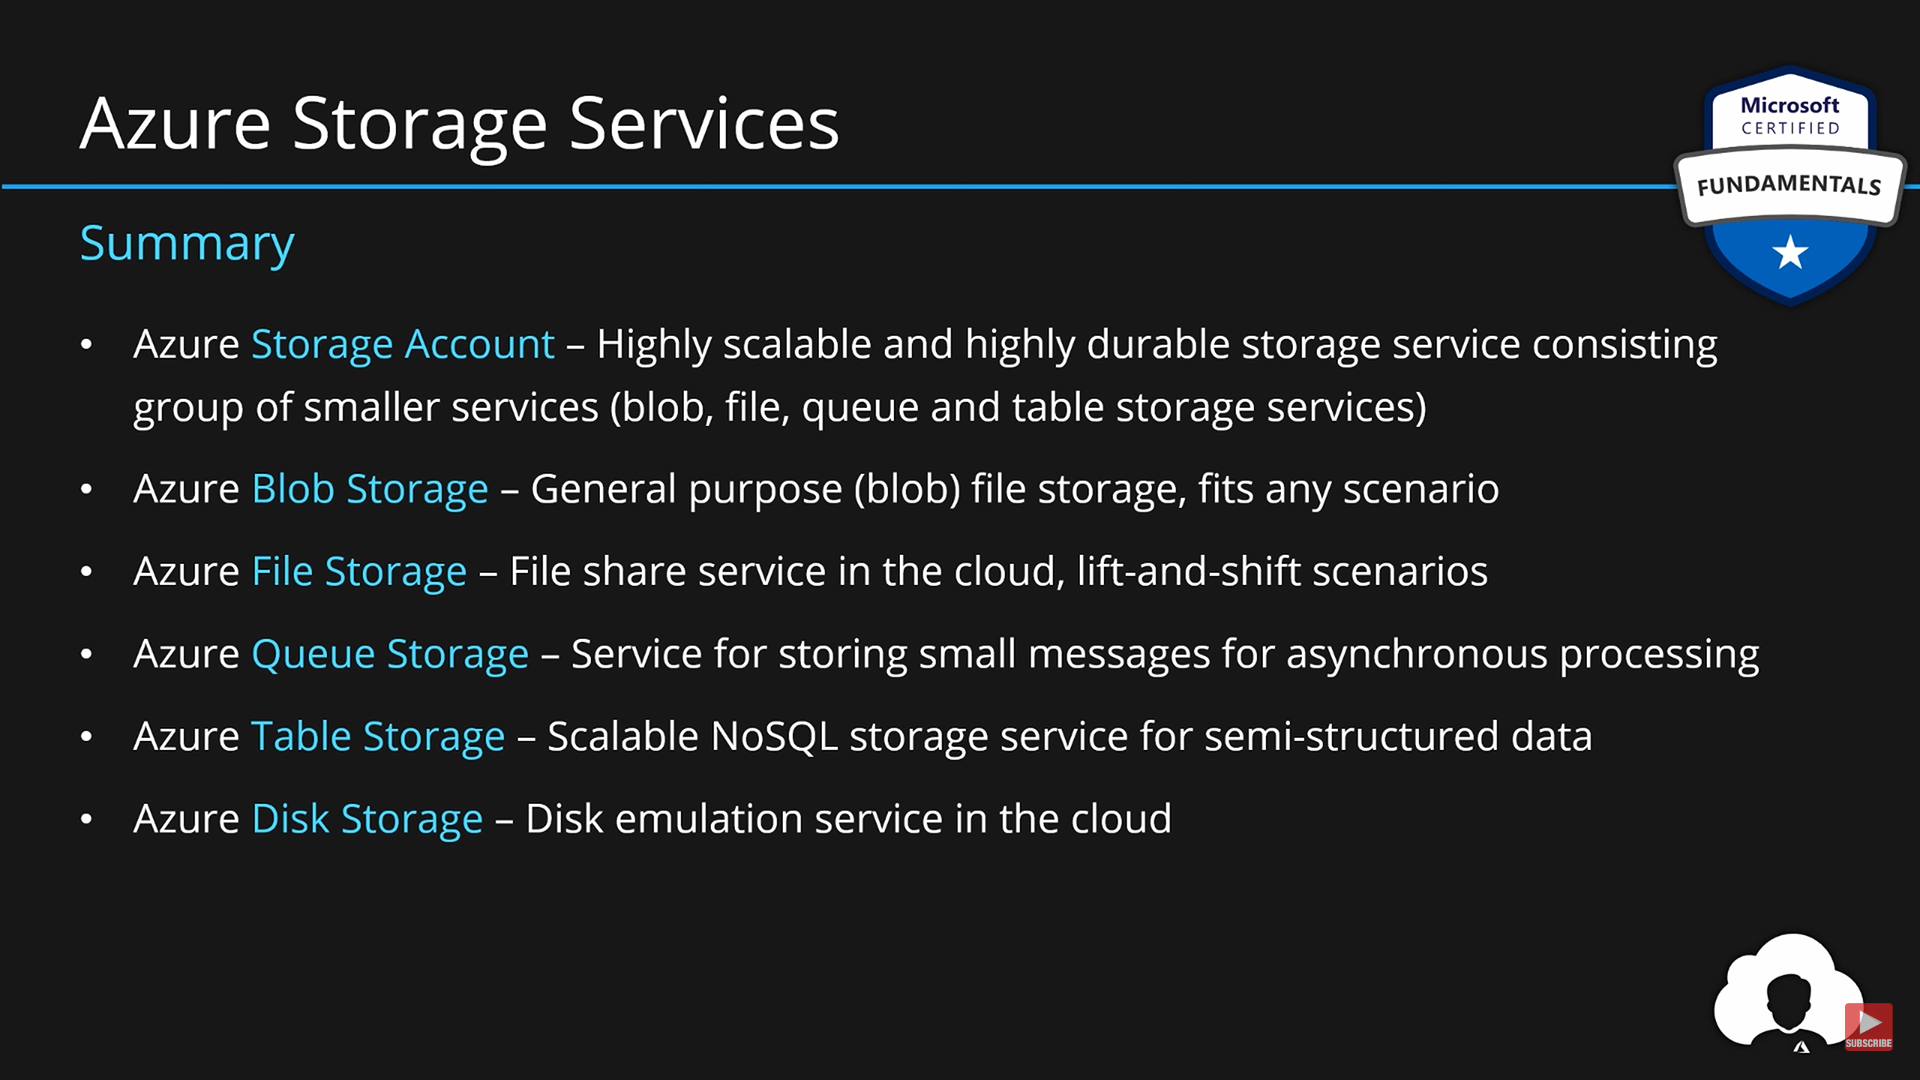 Azure Storage Services
Microsoft
CERTIFIED
FUNDAMENTALS
Summary
• Azure Storage Account – Highly scalable and highly durable storage service consisting
group of smaller services (blob, file, queue and table storage services)
• Azure Blob Storage – General purpose (blob) file storage, fits any scenario
• Azure File Storage – File share service in the cloud, lift-and-shift scenarios
• Azure Queue Storage – Service for storing small messages for asynchronous processing
• Azure Table Storage – Scalable NoSQL storage service for semi-structured data
• Azure Disk Storage – Disk emulation service in the cloud
SUBSCRIBE